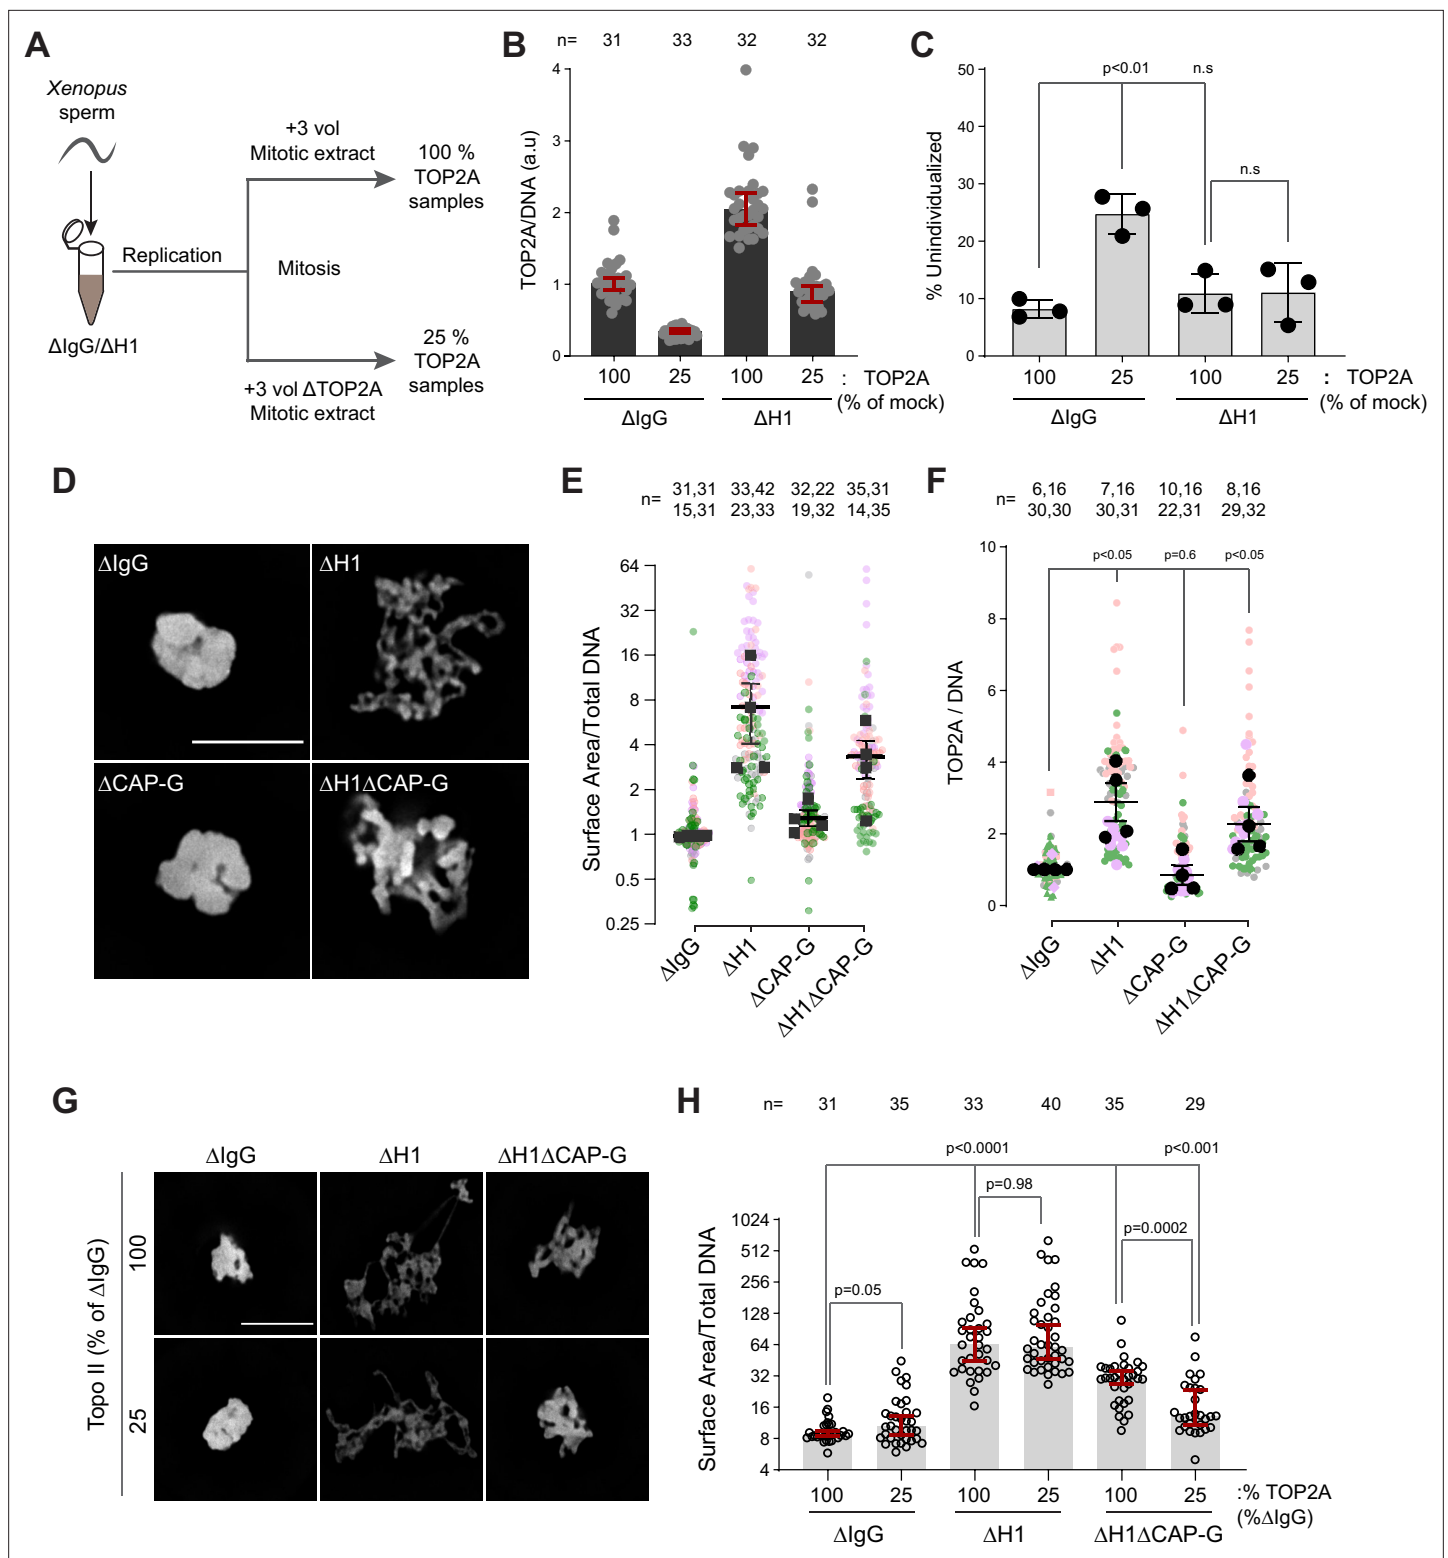 A
Xenopus
sperm
ΔIgG/ΔH1
Replication
+3 vol
Mitotic extract
Mitosis
+3 vol ΔTOP2A
Mitotic extract
100 %
TOP2A
samples
25 %
TOP2A
samples
B
n= 31 33 32 32
TOP2A/DNA (a.u)
4
3
2
1
0
100 25 100 25 : TOP2A
(% of mock)
ΔIgG ΔH1
C
p<0.01 n.s
n.s
% Unindividualized
50
40
30
20
10
0
100 25 100 25 : TOP2A
(% of mock)
ΔIgG ΔH1
D
ΔIgG ΔH1
ΔCAP-G ΔH1ΔCAP-G
E
n= 31,31 33,42 32,22 35,31
15,31 23,33 19,32 14,35
Surface Area/Total DNA
64
32
16
8
4
2
1
0.5
0.25
ΔIgG ΔH1 ΔCAP-G ΔH1ΔCAP-G
F
n= 6,16 7,16 10,16 8,16
30,30 30,31 22,31 29,32
p<0.05 p=0.6 p<0.05
TOP2A / DNA
10
8
6
4
2
0
ΔIgG ΔH1 ΔCAP-G ΔH1ΔCAP-G
G
ΔIgG ΔH1 ΔH1ΔCAP-G
Topo II (% of ΔIgG)
100
25
H
n= 31 35 33 40 35 29
p<0.0001 p<0.001
p=0.98
p=0.0002
p=0.05
Surface Area/Total DNA
1024
512
256
128
64
32
16
8
4
100 25 100 25 100 25 :% TOP2A
(%ΔIgG)
ΔIgG ΔH1 ΔH1ΔCAP-G